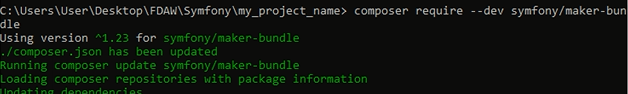 C:\Users\User\Desktop\FDAW\Symfony\my_project_name> composer require --dev symfony/maker-bun
dle
Using version ^1.23 for symfony/maker-bundle
./composer.json has been updated
Running composer update symfony/maker-bundle
Loading composer repositories with package information
Updating dependencies